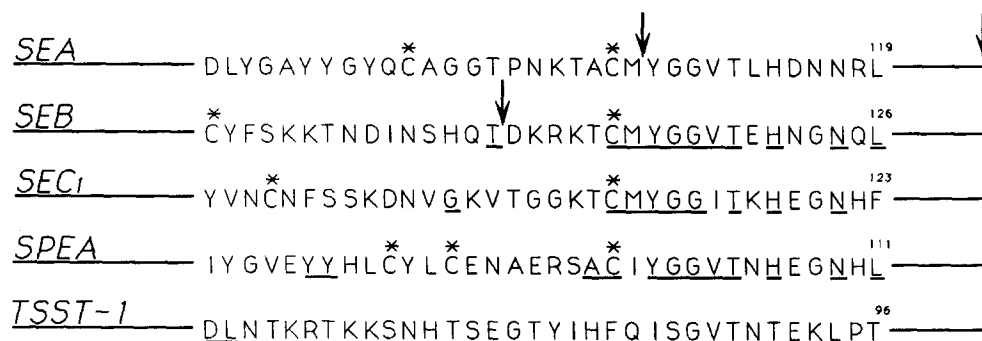 SEA DLYGAYYGYQCAGGTPNKTACMYGGVTLHDNNRL 119
SEB CYFSKKTNDINSHQTDKRKTCMYGGVTEHNGNQL 126
SEC1 YVNCNFSSKDNVGKVTGGKTCMYGGITKHEGNHF 123
SPEA IYGVEYYHLCYLCENAERSACIYGGVTNHEGNHL 111
TSST-1 DLNTKRTKKSNHTSEGTYIHFQISGVTNTEKLPT 96